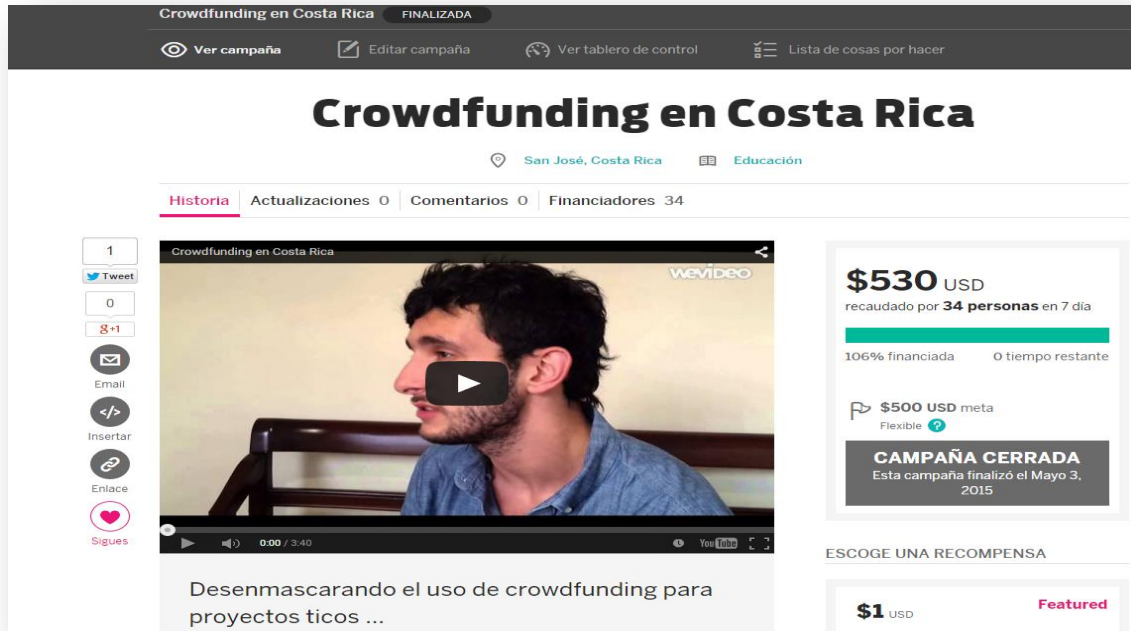 Crowdfunding en Costa Rica FINALIZADA
Ver campaña Editar campaña Ver tablero de control Lista de cosas por hacer
Crowdfunding en Costa Rica
San José, Costa Rica Educación
Historia Actualizaciones 0 Comentarios 0 Financiadores 34
1
Tweet
0
g+1
Email
</>
Insertar
Enlace
Sigues
Crowdfunding en Costa Rica
WEVIDEO
0:00 / 3:40
YouTube
Desenmascarando el uso de crowdfunding para
proyectos ticos ...
$530 USD
recaudado por 34 personas en 7 día
106% financiada 0 tiempo restante
$500 USD meta
Flexible ?
CAMPAÑA CERRADA
Esta campaña finalizó el Mayo 3,
2015
ESCOGE UNA RECOMPENSA
$1 USD Featured